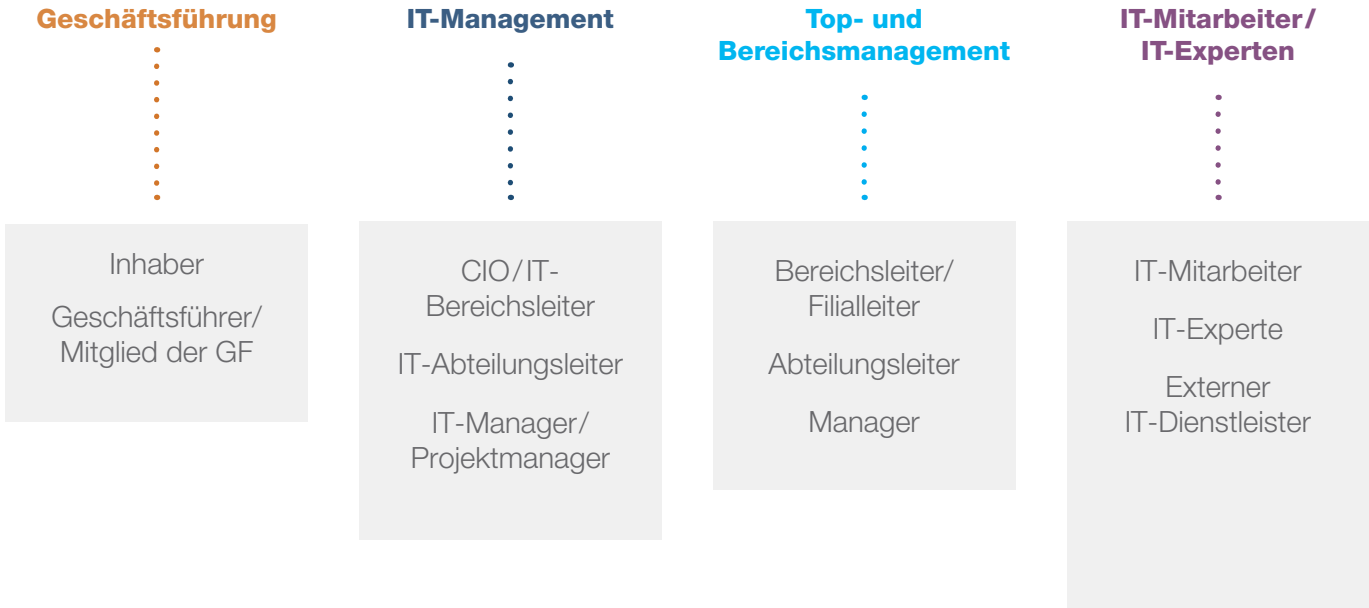 Geschäftsführung
Inhaber
Geschäftsführer/
Mitglied der GF
IT-Management
CIO/IT-
Bereichsleiter
IT-Abteilungsleiter
IT-Manager/
Projektmanager
Top- und
Bereichsmanagement
Bereichsleiter/
Filialleiter
Abteilungsleiter
Manager
IT-Mitarbeiter/
IT-Experten
IT-Mitarbeiter
IT-Experte
Externer
IT-Dienstleister